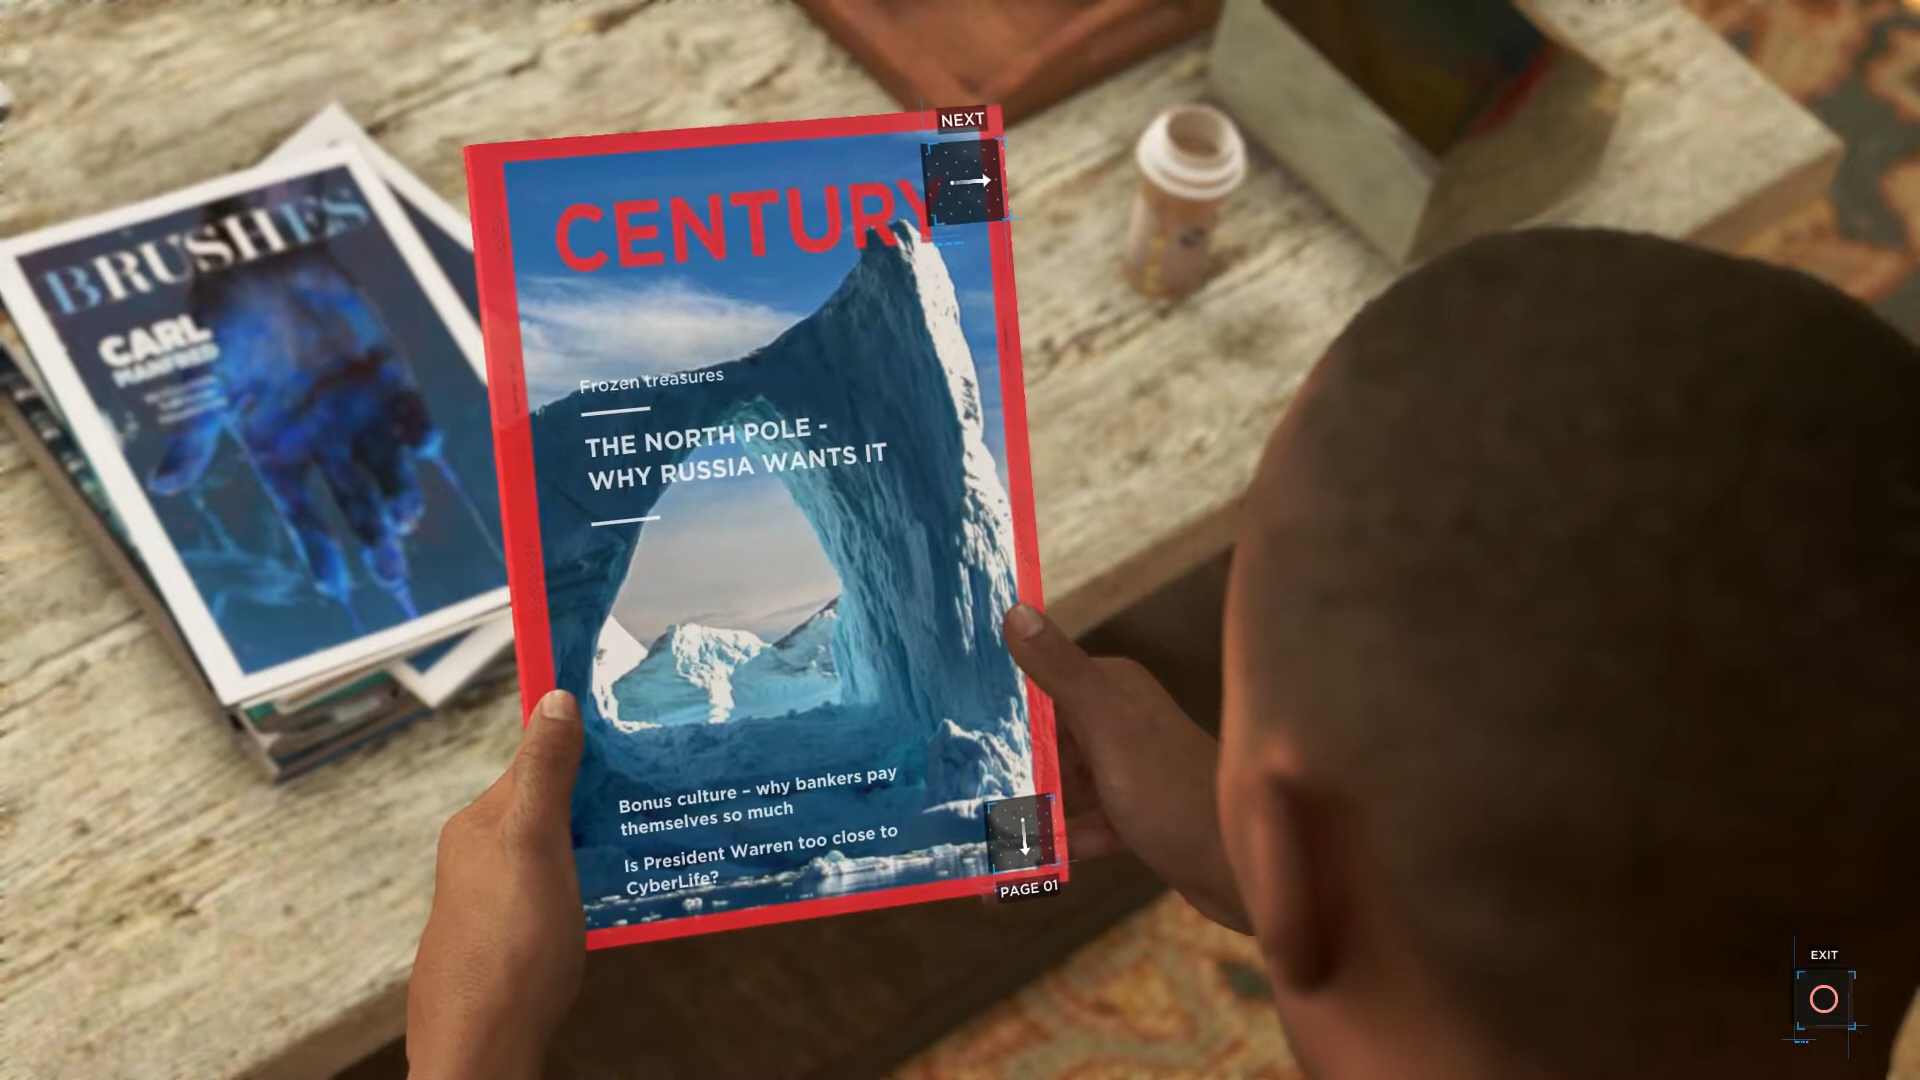 NEXT
CENTURY
Frozen treasures
THE NORTH POLE -
WHY RUSSIA WANTS IT
Bonus culture – why bankers pay
themselves so much
Is President Warren too close to
CyberLife?
PAGE 01
BRUSHES
CARL
MANFRED
EXIT